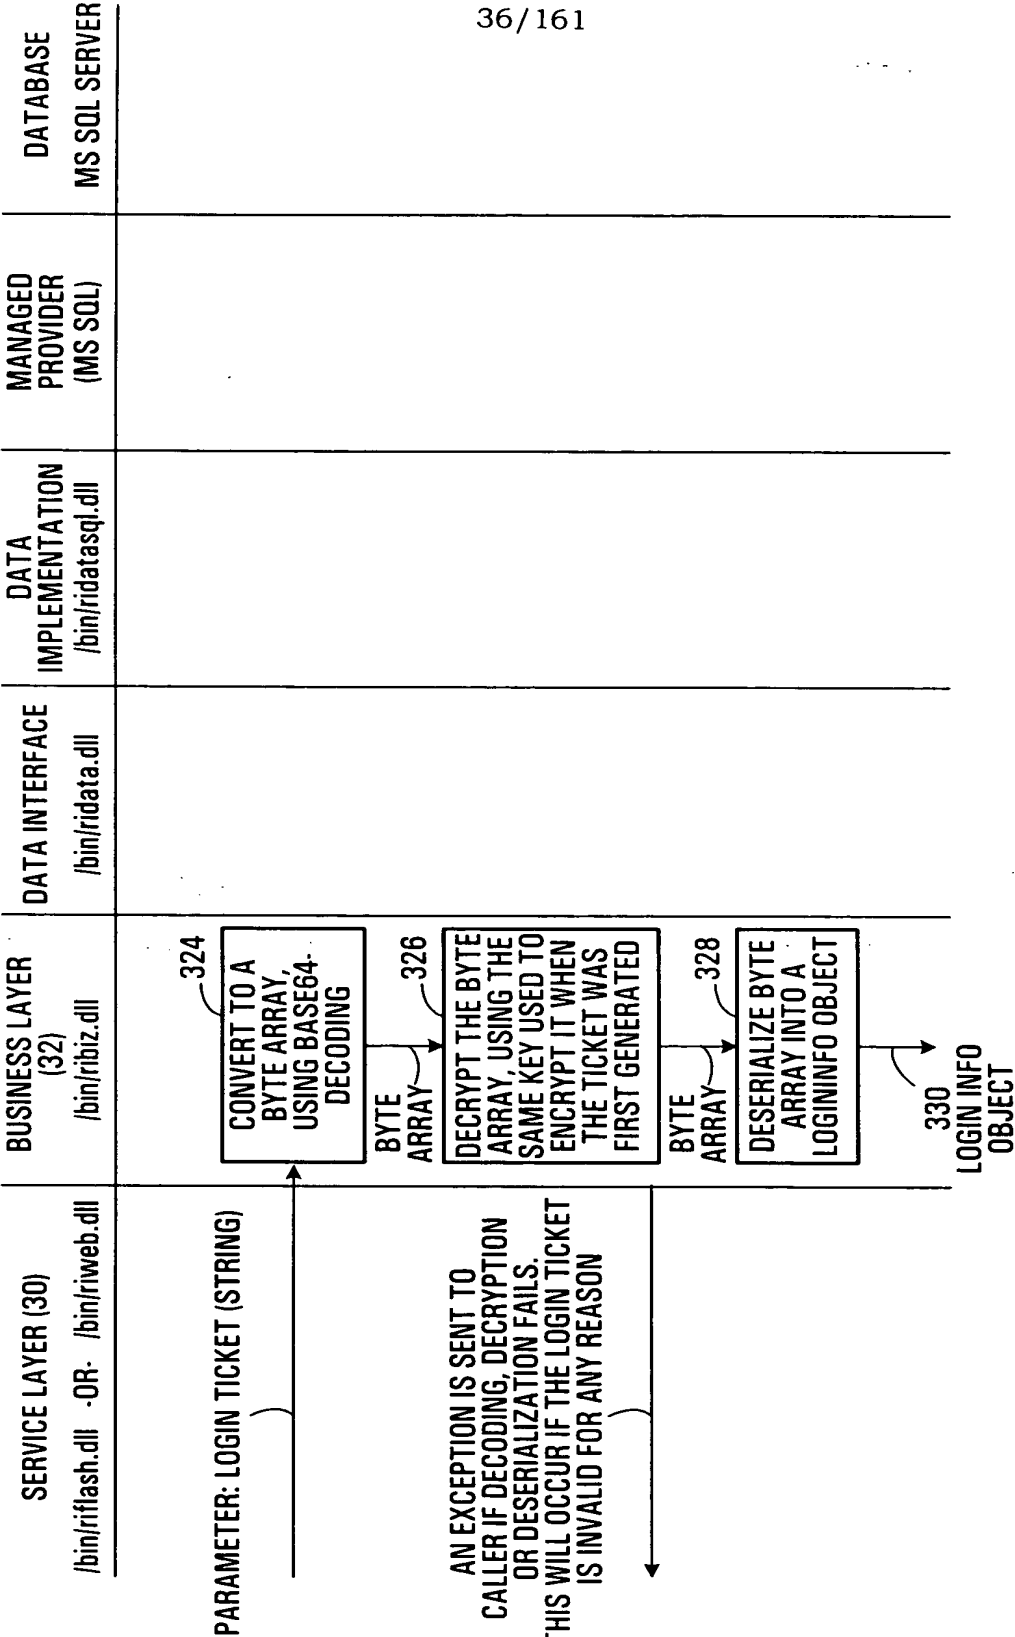 36/161
SERVICE LAYER (30)
/bin/riflash.dll -OR- /bin/riweb.dll
BUSINESS LAYER
(32)
/bin/ribiz.dll
DATA INTERFACE
/bin/ridata.dll
DATA
IMPLEMENTATION
/bin/ridatasql.dll
MANAGED
PROVIDER
(MS SQL)
DATABASE
MS SQL SERVER
PARAMETER: LOGIN TICKET (STRING)
324
CONVERT TO A
BYTE ARRAY,
USING BASE64-
DECODING
BYTE
ARRAY
326
DECRYPT THE BYTE
ARRAY, USING THE
SAME KEY USED TO
ENCRYPT IT WHEN
THE TICKET WAS
FIRST GENERATED
AN EXCEPTION IS SENT TO
CALLER IF DECODING, DECRYPTION
OR DESERIALIZATION FAILS.
THIS WILL OCCUR IF THE LOGIN TICKET
IS INVALID FOR ANY REASON
BYTE
ARRAY
328
DESERIALIZE BYTE
ARRAY INTO A
LOGININFO OBJECT
330
LOGIN INFO
OBJECT